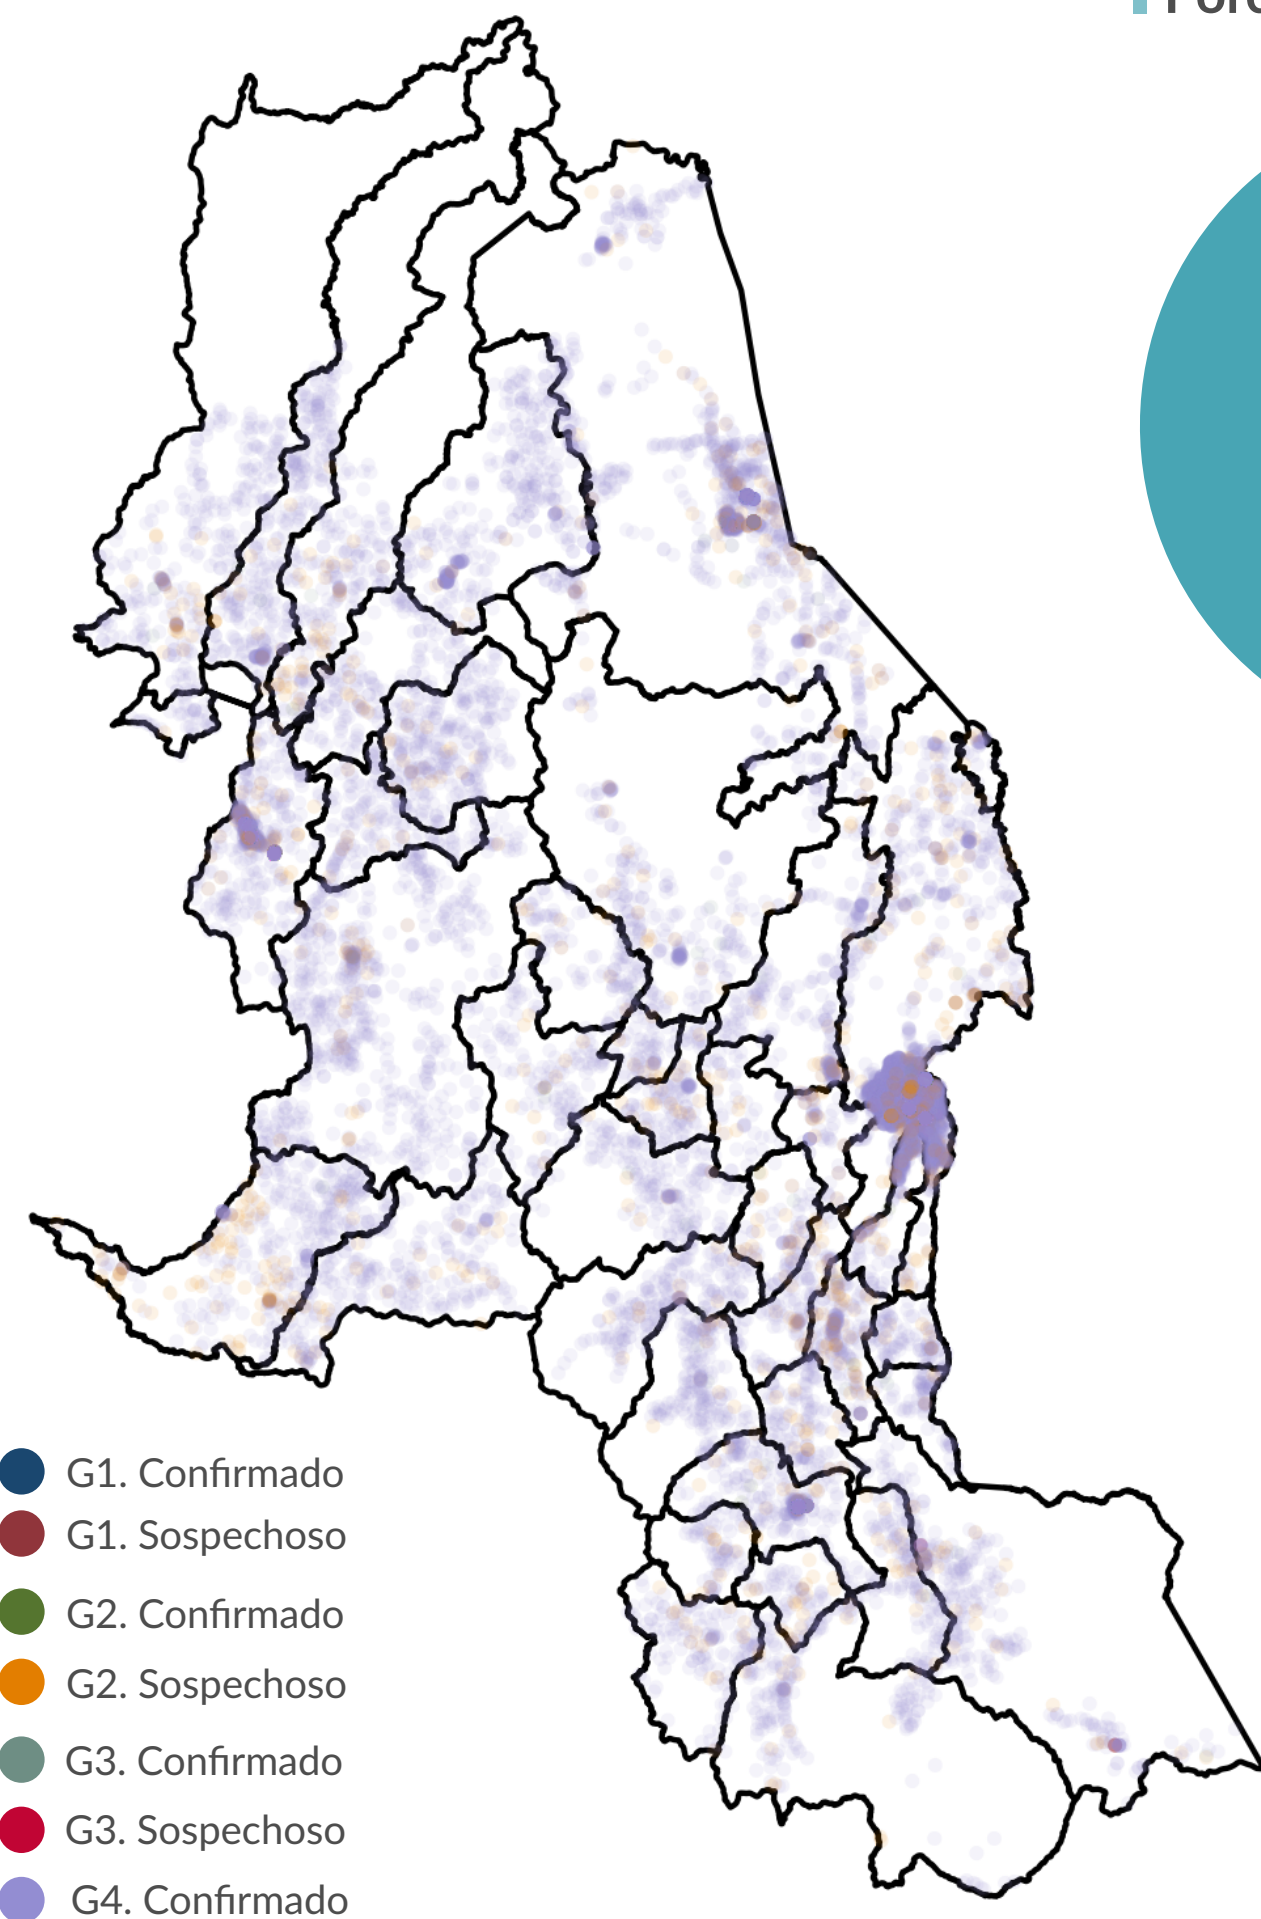 G1. Confirmado
G1. Sospechoso
G2. Confirmado
G2. Sospechoso
G3. Confirmado
G3. Sospechoso
G4. Confirmado